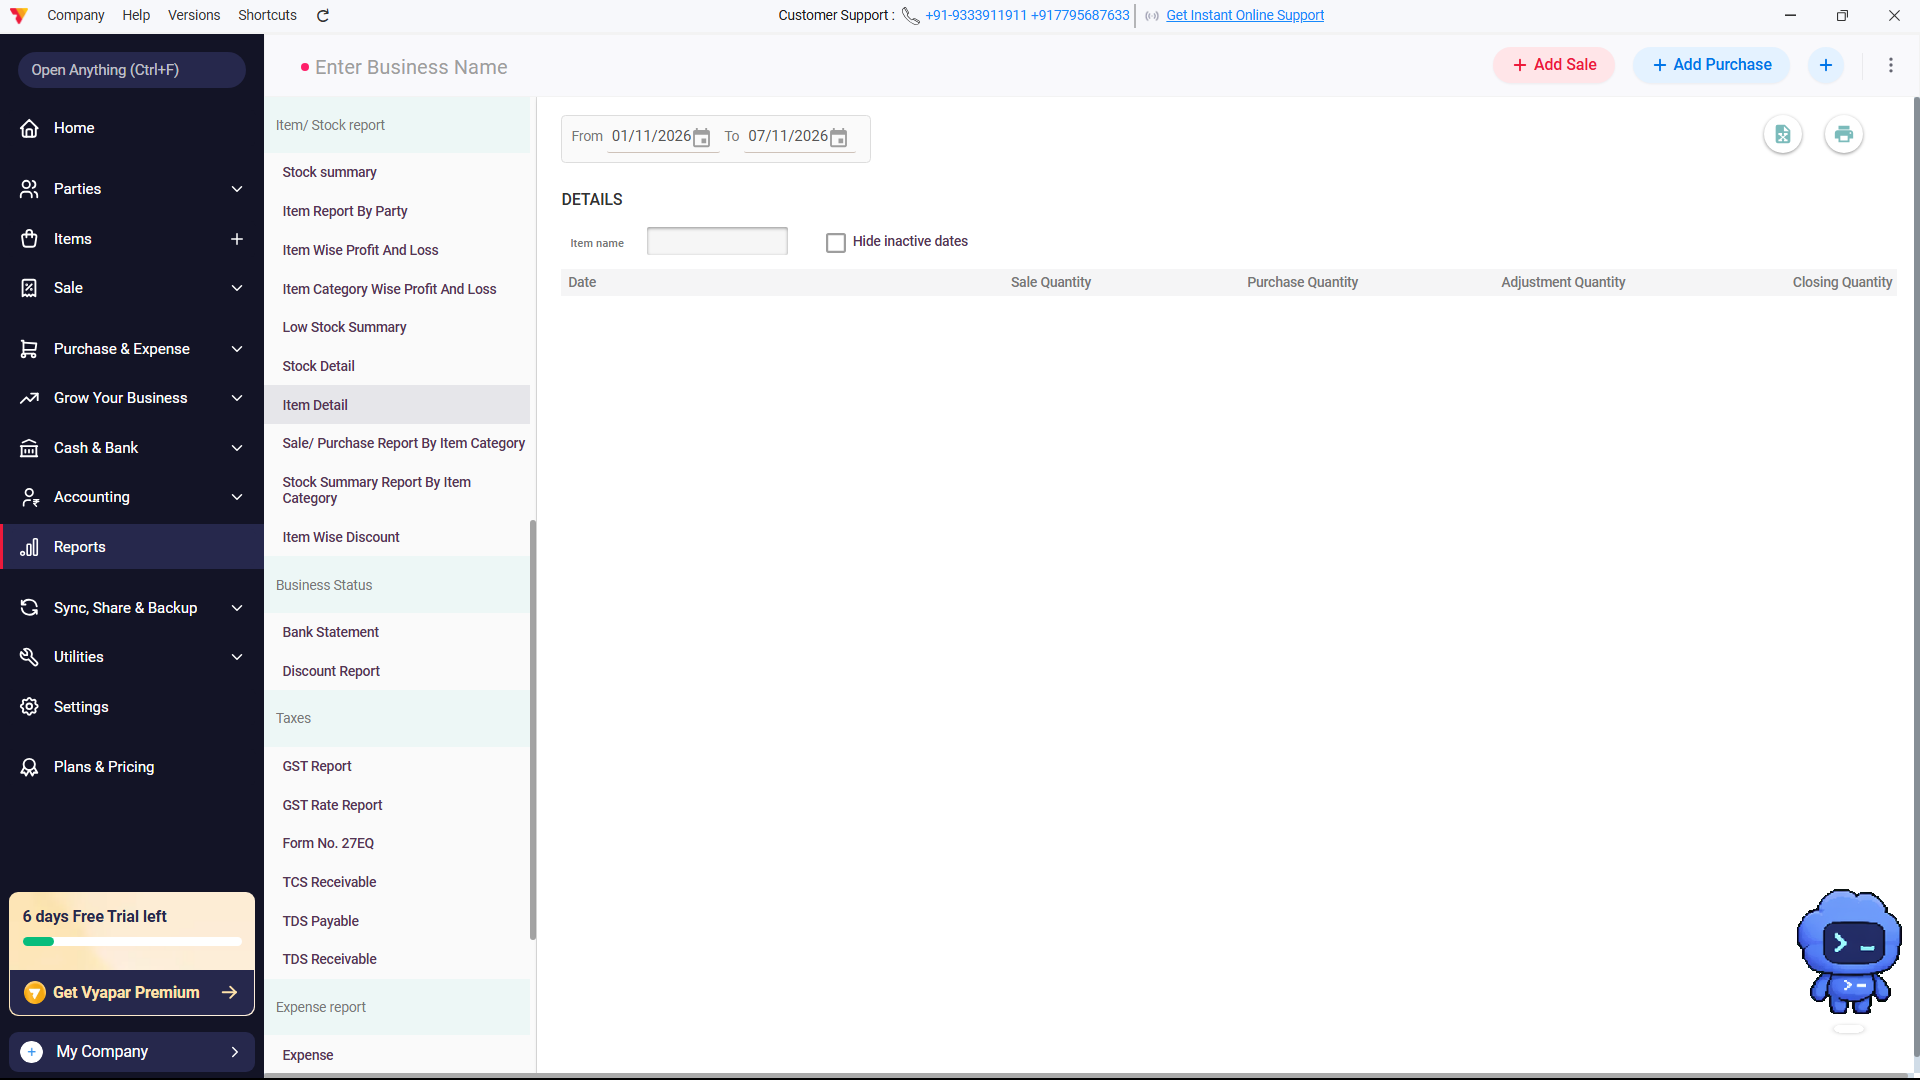 Company Help Versions Shortcuts
Customer Support : +91-9333911911 +917795687633 Get Instant Online Support
Open Anything (Ctrl+F)
Enter Business Name
+ Add Sale
+ Add Purchase
Home
Parties
Items
Sale
Purchase & Expense
Grow Your Business
Cash & Bank
Accounting
Reports
Sync, Share & Backup
Utilities
Settings
Plans & Pricing
6 days Free Trial left
Get Vyapar Premium
My Company
Item/ Stock report
Stock summary
Item Report By Party
Item Wise Profit And Loss
Item Category Wise Profit And Loss
Low Stock Summary
Stock Detail
Item Detail
Sale/ Purchase Report By Item Category
Stock Summary Report By Item
Category
Item Wise Discount
Business Status
Bank Statement
Discount Report
Taxes
GST Report
GST Rate Report
Form No. 27EQ
TCS Receivable
TDS Payable
TDS Receivable
Expense report
Expense
From 01/11/2026 To 07/11/2026
DETAILS
Item name
Hide inactive dates
Date Sale Quantity Purchase Quantity Adjustment Quantity Closing Quantity